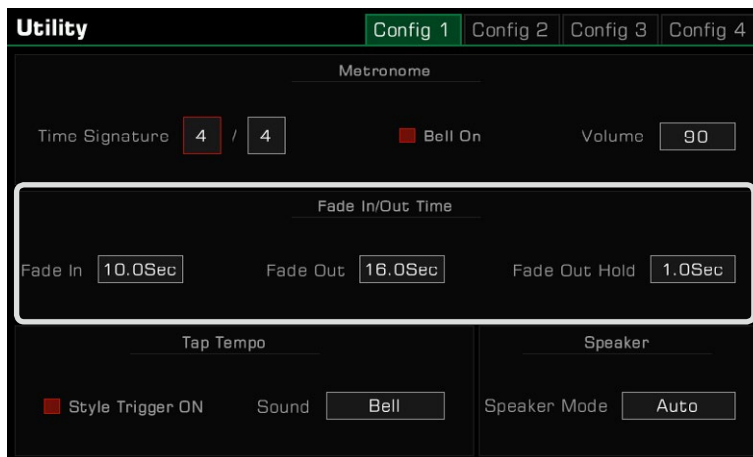 Utility Config 1 Config 2 Config 3 Config 4
Metronome
Time Signature 4 / 4 Bell On Volume 90
Fade In/Out Time
Fade In 10.0Sec Fade Out 16.0Sec Fade Out Hold 1.0Sec
Tap Tempo Speaker
Style Trigger ON Sound Bell Speaker Mode Auto